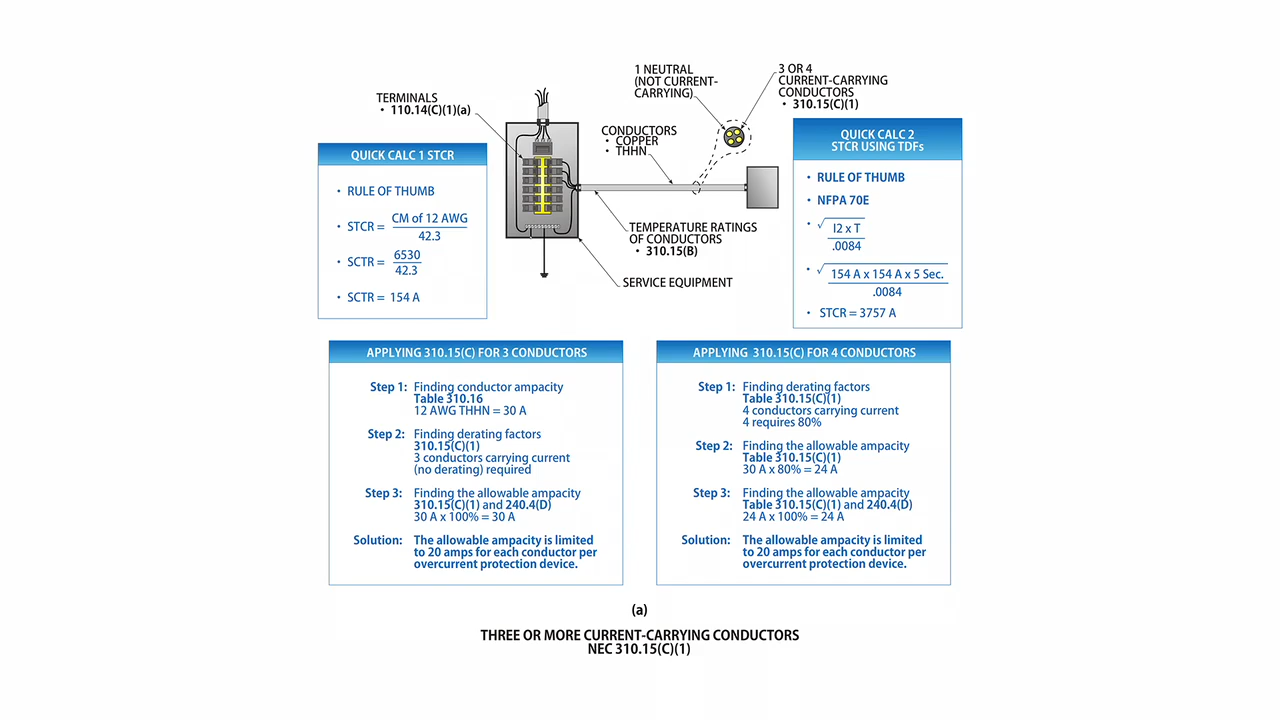 1 NEUTRAL
(NOT CURRENT-
CARRYING)
3 OR 4
CURRENT-CARRYING
CONDUCTORS
• 310.15(C)(1)
TERMINALS
• 110.14(C)(1)(a)
CONDUCTORS
• COPPER
• THHN
TEMPERATURE RATINGS
OF CONDUCTORS
• 310.15(B)
SERVICE EQUIPMENT
QUICK CALC 1 STCR
• RULE OF THUMB
• STCR = CM of 12 AWG
42.3
• SCTR = 6530
42.3
• SCTR = 154 A
QUICK CALC 2
STCR USING TDFs
• RULE OF THUMB
• NFPA 70E
• √ I2 x T
.0084
• √ 154 A x 154 A x 5 Sec.
.0084
• STCR = 3757 A
APPLYING 310.15(C) FOR 3 CONDUCTORS
Step 1: Finding conductor ampacity
Table 310.16
12 AWG THHN = 30 A
Step 2: Finding derating factors
310.15(C)(1)
3 conductors carrying current
(no derating) required
Step 3: Finding the allowable ampacity
310.15(C)(1) and 240.4(D)
30 A x 100% = 30 A
Solution: The allowable ampacity is limited
to 20 amps for each conductor per
overcurrent protection device.
APPLYING 310.15(C) FOR 4 CONDUCTORS
Step 1: Finding derating factors
Table 310.15(C)(1)
4 conductors carrying current
4 requires 80%
Step 2: Finding the allowable ampacity
Table 310.15(C)(1)
30 A x 80% = 24 A
Step 3: Finding the allowable ampacity
Table 310.15(C)(1) and 240.4(D)
24 A x 100% = 24 A
Solution: The allowable ampacity is limited
to 20 amps for each conductor per
overcurrent protection device.
(a)
THREE OR MORE CURRENT-CARRYING CONDUCTORS
NEC 310.15(C)(1)